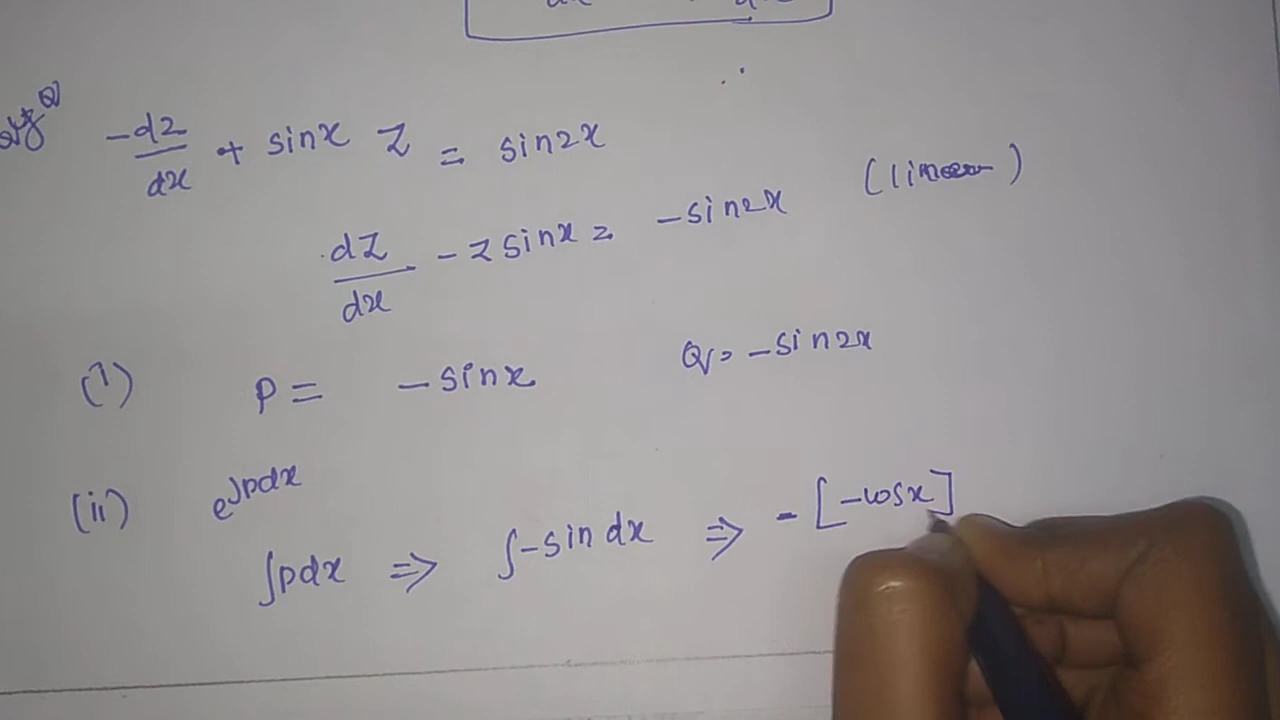 -dz/dx + sinx z = sin2x
dz/dx - z sinx = -sin2x (linear)
(i) P = -sinx Q = -sin2x
(ii) e^∫pdx
∫pdx ⇒ ∫-sin dx ⇒ -[-cosx]